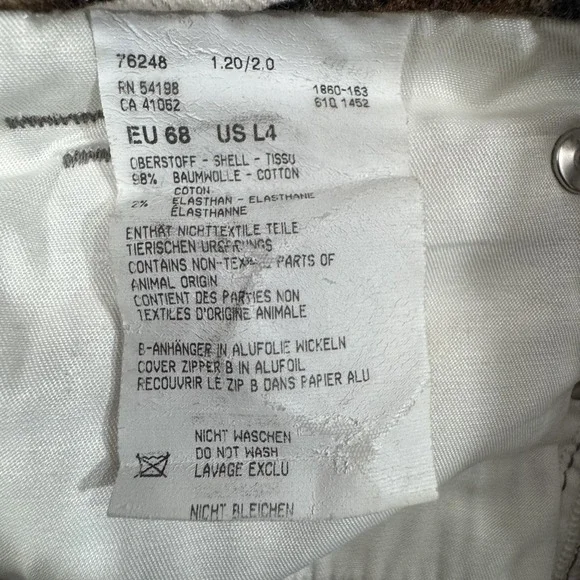 76248 1.20/2.0
RN 54198 1860-163
CA 41062 610 1452
EU 68 US L4
OBERSTOFF - SHELL - TISSU
98% BAUMWOLLE - COTTON
COTON
2% ELASTHAN - ELASTHANE
ÉLASTHANNE
ENTHÄT NICHTTEXTILE TEILE
TIERISCHEN URSPRUNGS
CONTAINS NON-TEX PARTS OF
ANIMAL ORIGIN
CONTIENT DES PARTIES NON
TEXTILES D'ORIGINE ANIMALE
B-ANHÄNGER IN ALUFOLIE WICKELN
COVER ZIPPER B IN ALUFOIL
RECOUVRIR LE ZIP B DANS PAPIER ALU
NICHT WASCHEN
DO NOT WASH
LAVAGE EXCLU
NICHT BLEICHEN